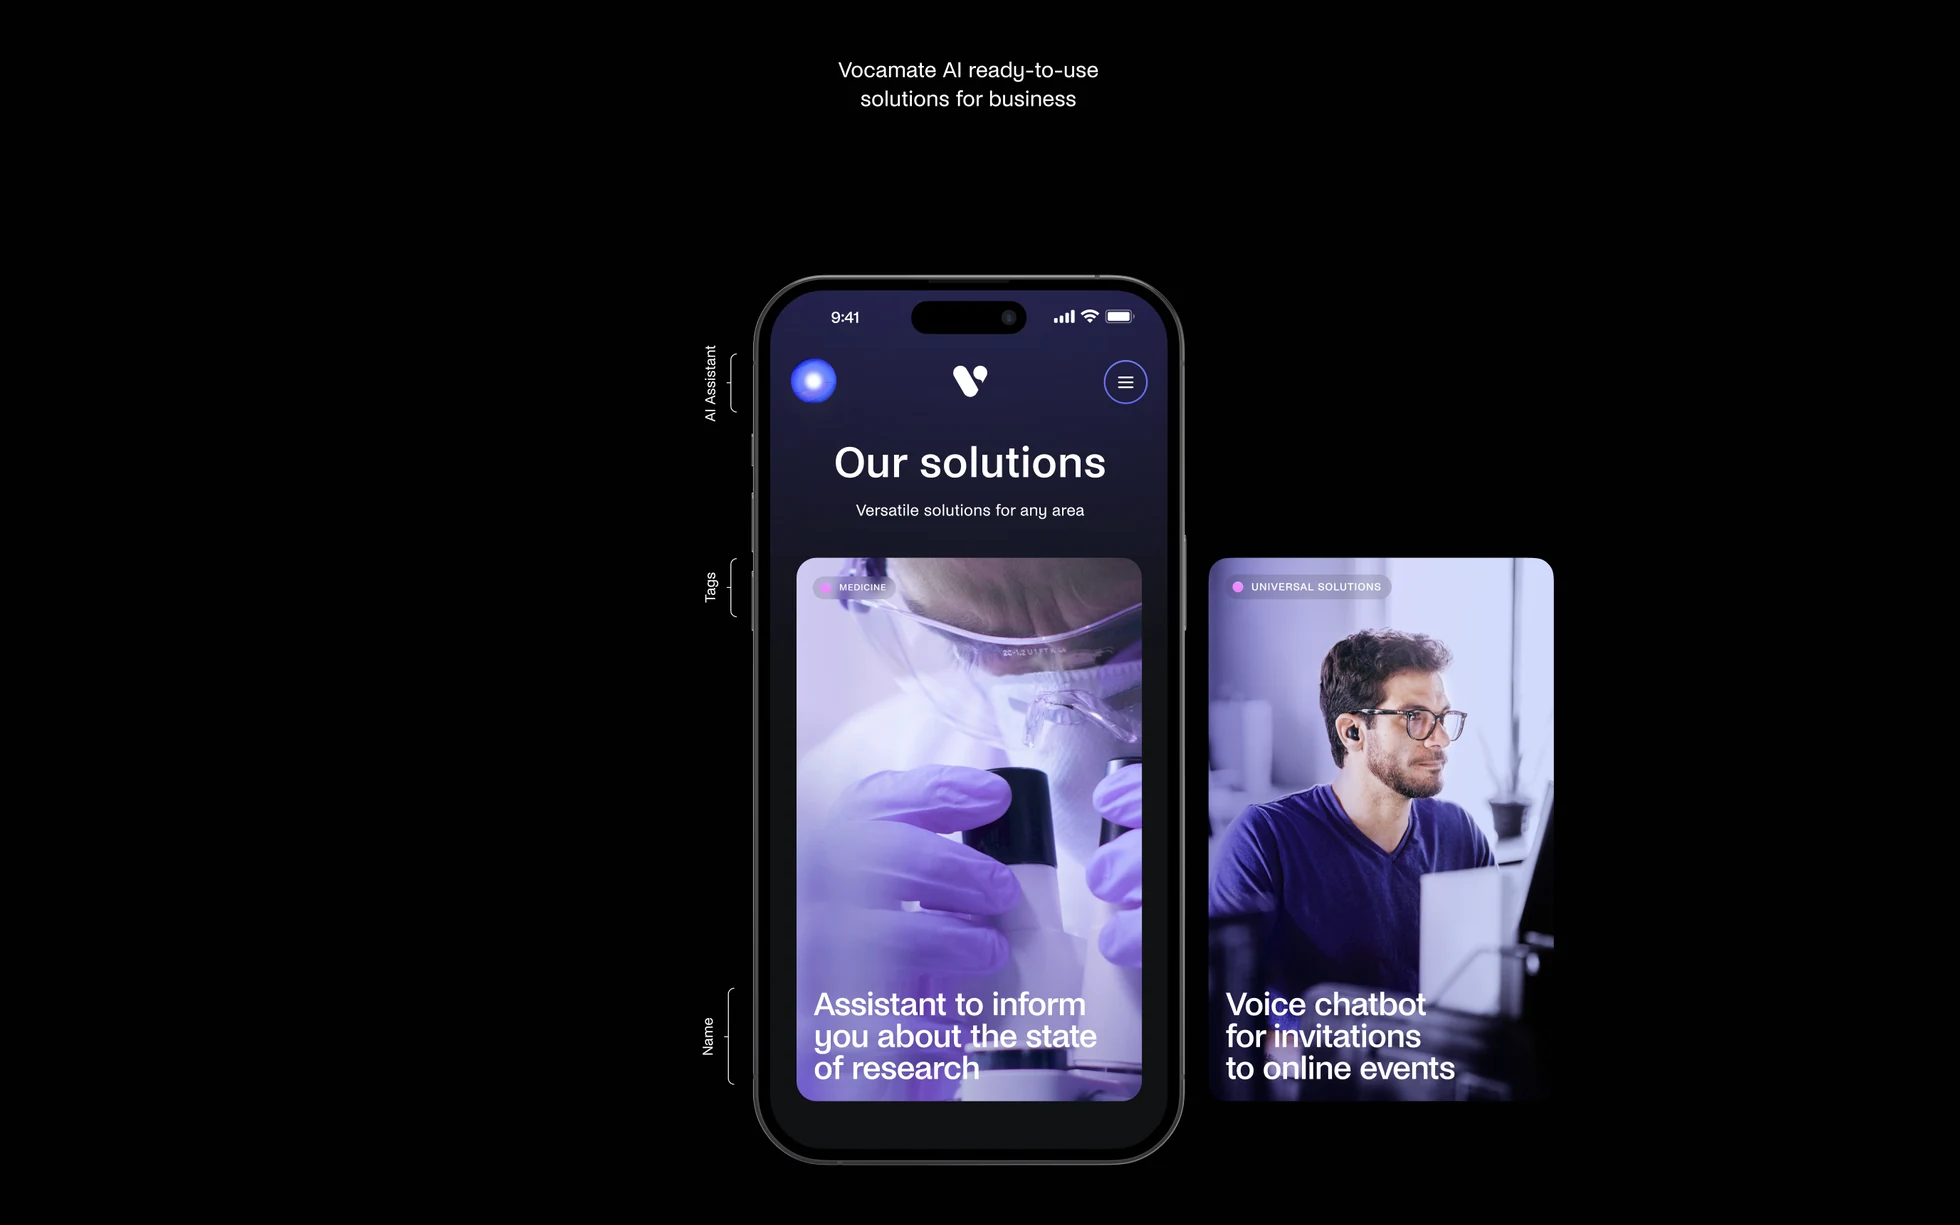 Vocamate AI ready-to-use
solutions for business
9:41
AI Assistant
Our solutions
Versatile solutions for any area
Tags
MEDICINE
UNIVERSAL SOLUTIONS
Name
Assistant to inform
you about the state
of research
Voice chatbot
for invitations
to online events